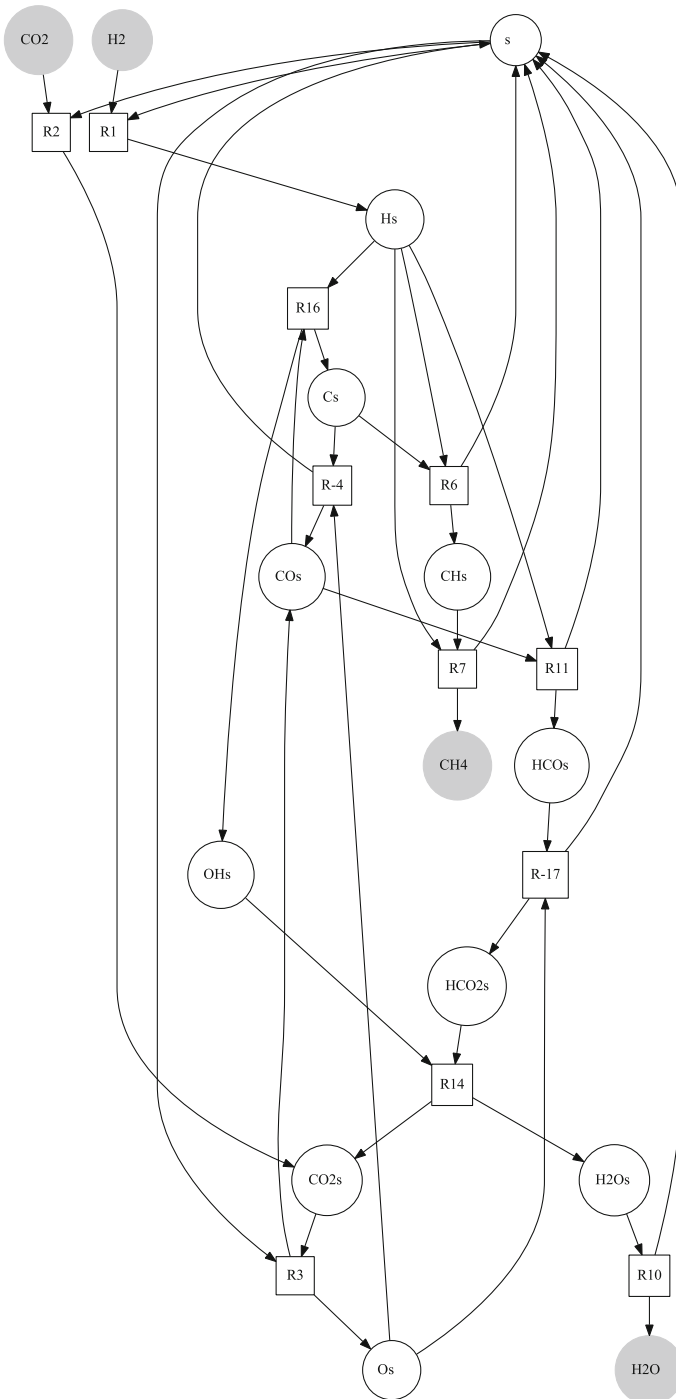 CO2
H2
s
R2
R1
Hs
R16
Cs
R-4
R6
COs
CHs
R7
R11
CH4
HCOs
OHs
R-17
HCO2s
R14
CO2s
H2Os
R3
R10
Os
H2O